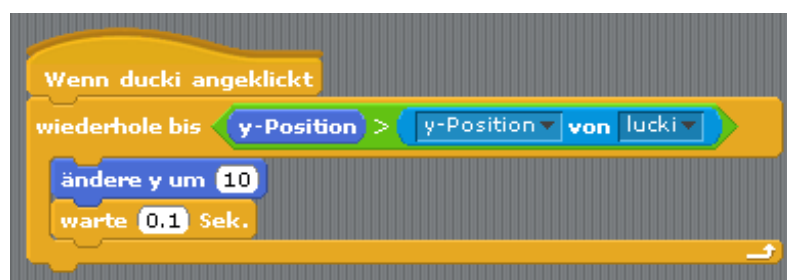 Wenn ducki angeklickt
wiederhole bis y-Position > y-Position von lucki
ändere y um 10
warte 0.1 Sek.